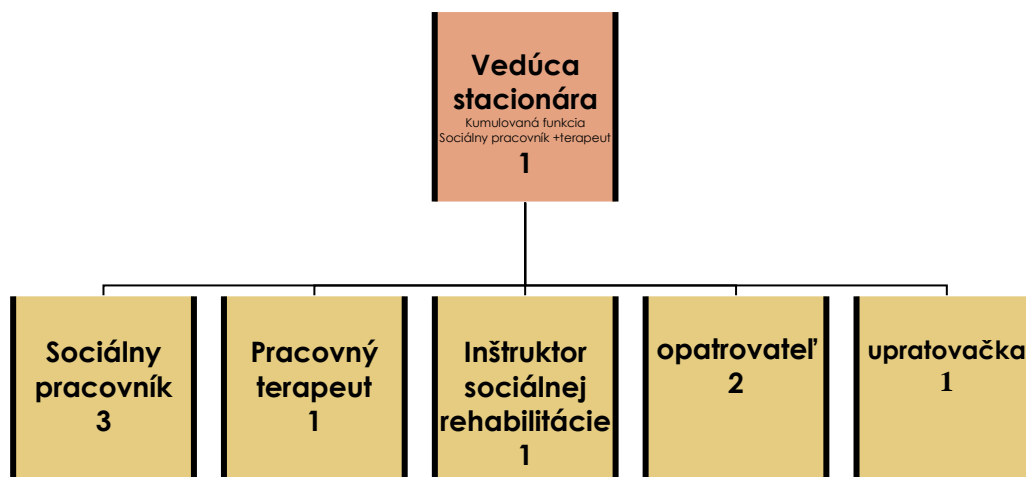 Vedúca
stacionára
Kumulovaná funkcia
Sociálny pracovník +terapeut
1
Sociálny
pracovník
3
Pracovný
terapeut
1
Inštruktor
sociálnej
rehabilitácie
1
opatrovateľ
2
upratovačka
1